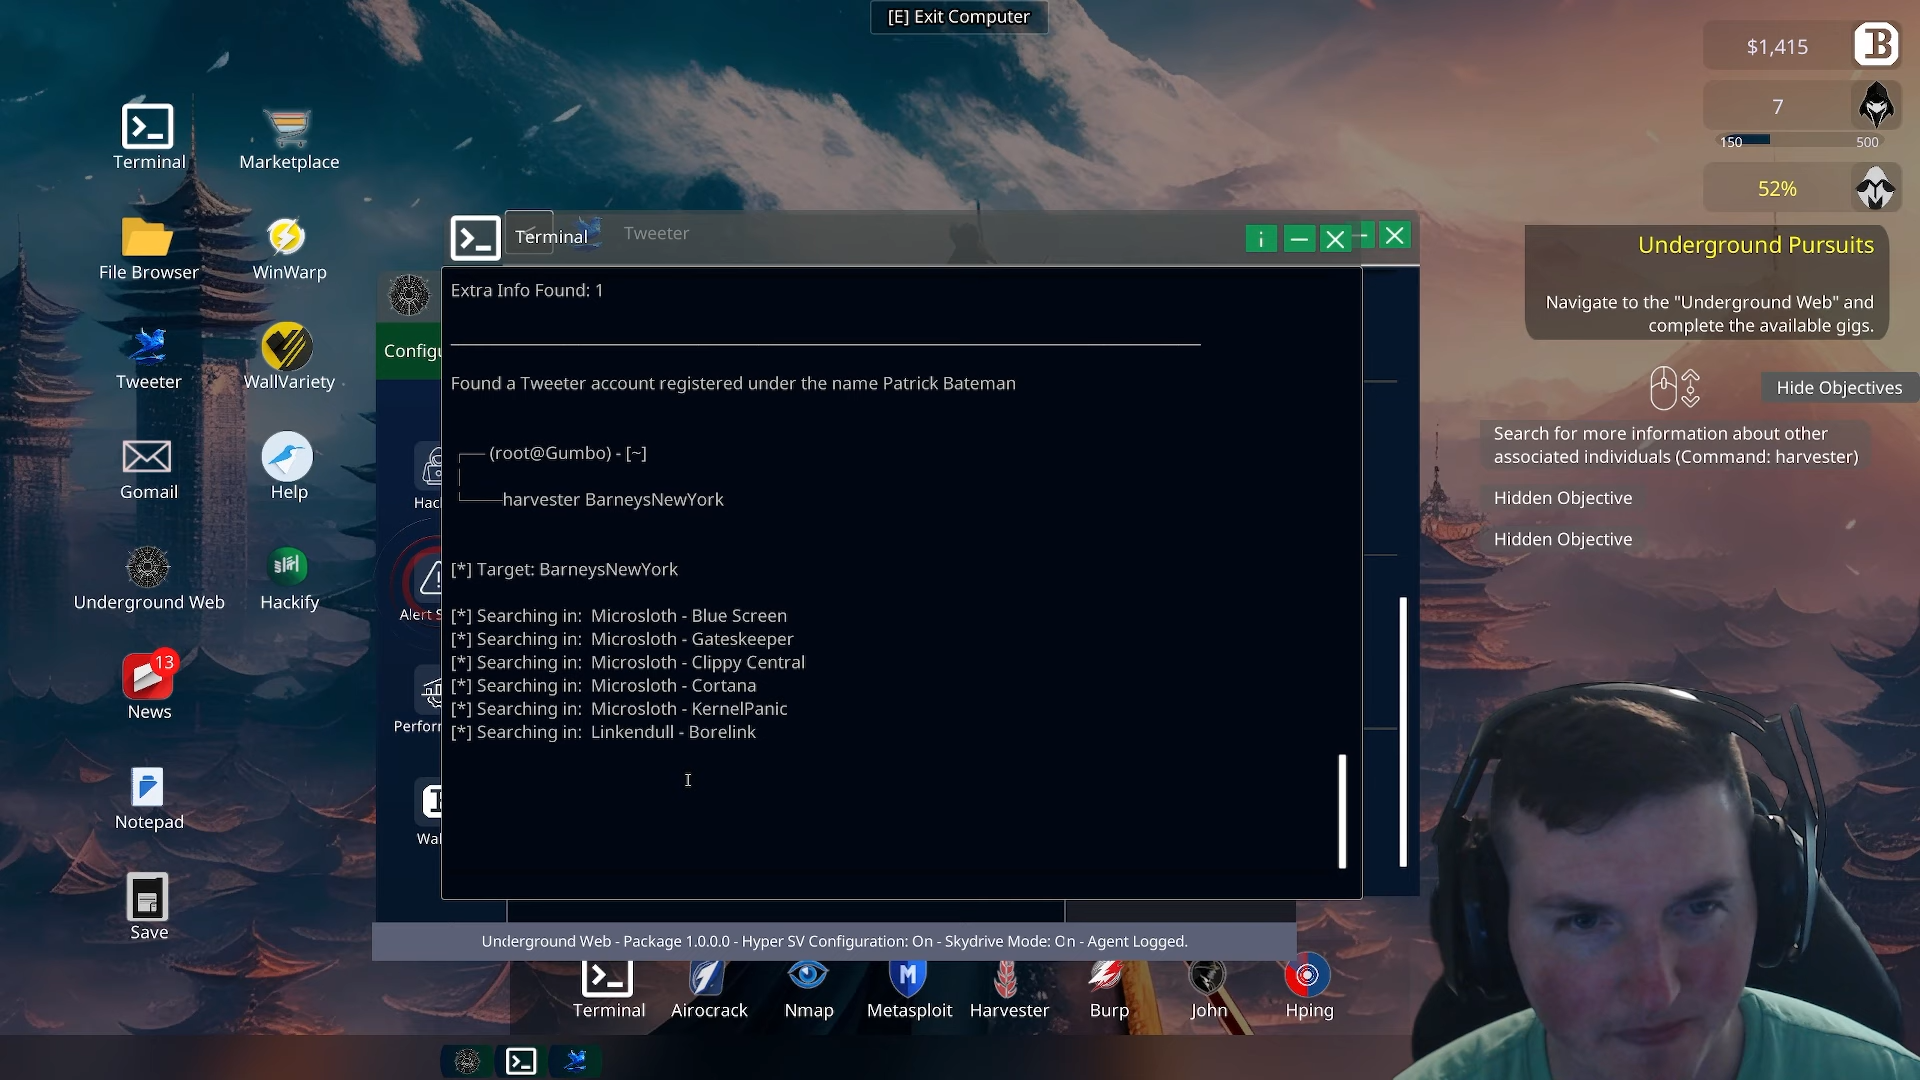 [E] Exit Computer
$1,415
B
7
150
500
52%
Underground Pursuits
Navigate to the "Underground Web" and
complete the available gigs.
Hide Objectives
Search for more information about other
associated individuals (Command: harvester)
Hidden Objective
Hidden Objective
Terminal
Marketplace
File Browser
WinWarp
Tweeter
WallVariety
Gomail
Help
Underground Web
Hackify
13
News
Notepad
Save
Terminal
Tweeter
Configu
Hac
Alert S
Perforr
Wal
Extra Info Found: 1
Found a Tweeter account registered under the name Patrick Bateman
(root@Gumbo) - [~]
harvester BarneysNewYork
[*] Target: BarneysNewYork
[*] Searching in: Microsloth - Blue Screen
[*] Searching in: Microsloth - Gateskeeper
[*] Searching in: Microsloth - Clippy Central
[*] Searching in: Microsloth - Cortana
[*] Searching in: Microsloth - KernelPanic
[*] Searching in: Linkendull - Borelink
Underground Web - Package 1.0.0.0 - Hyper SV Configuration: On - Skydrive Mode: On - Agent Logged.
Terminal
Airocrack
Nmap
Metasploit
Harvester
Burp
John
Hping